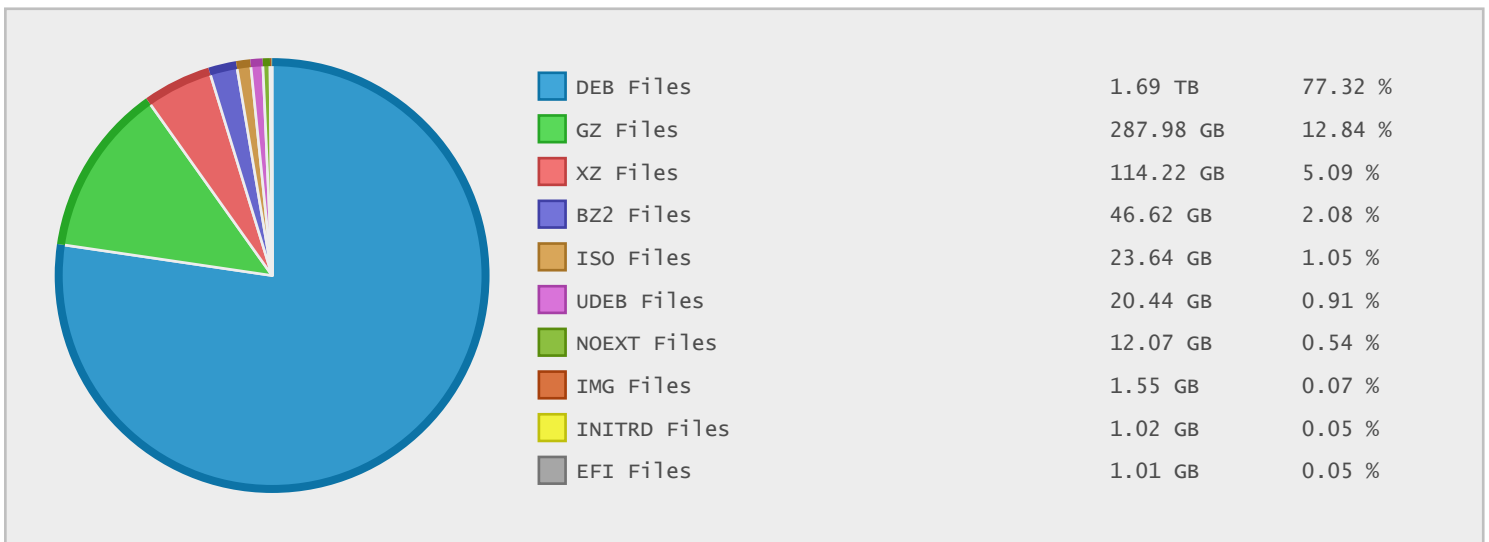 DEB Files 1.69 TB 77.32 %
GZ Files 287.98 GB 12.84 %
XZ Files 114.22 GB 5.09 %
BZ2 Files 46.62 GB 2.08 %
ISO Files 23.64 GB 1.05 %
UDEB Files 20.44 GB 0.91 %
NOEXT Files 12.07 GB 0.54 %
IMG Files 1.55 GB 0.07 %
INITRD Files 1.02 GB 0.05 %
EFI Files 1.01 GB 0.05 %